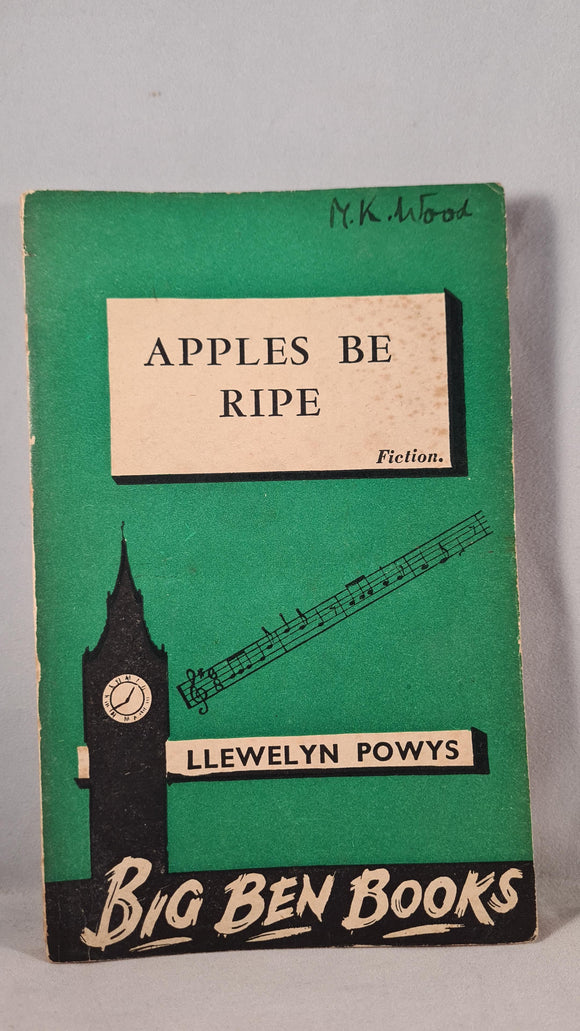 M.K. Wood
APPLES BE
RIPE
Fiction.
LLEWELYN POWYS
BIG BEN BOOKS